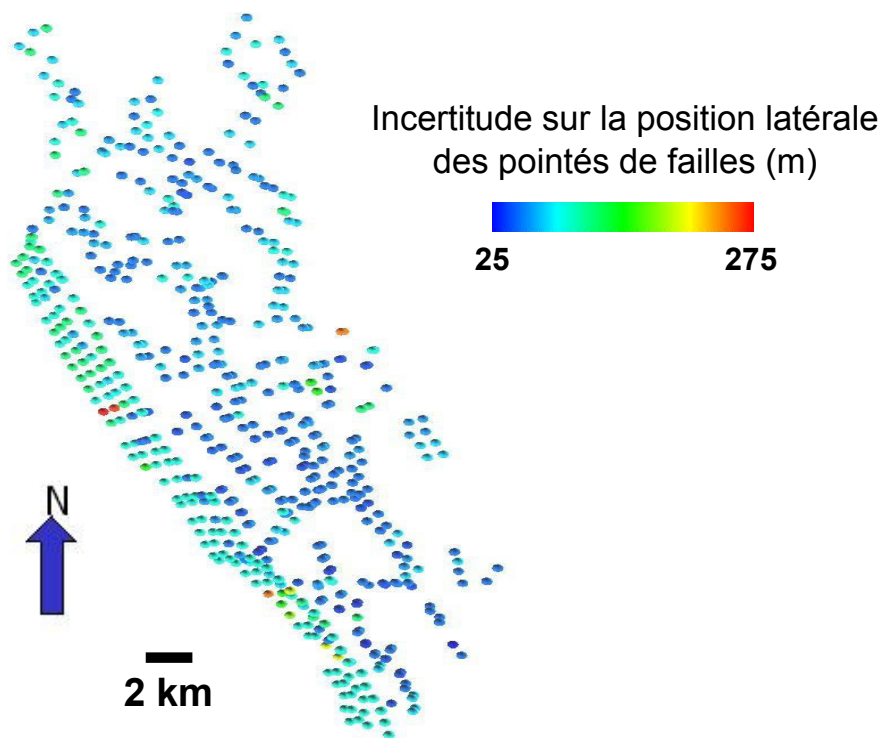 Incertitude sur la position latérale
des pointés de failles (m)
25 275
N
2 km